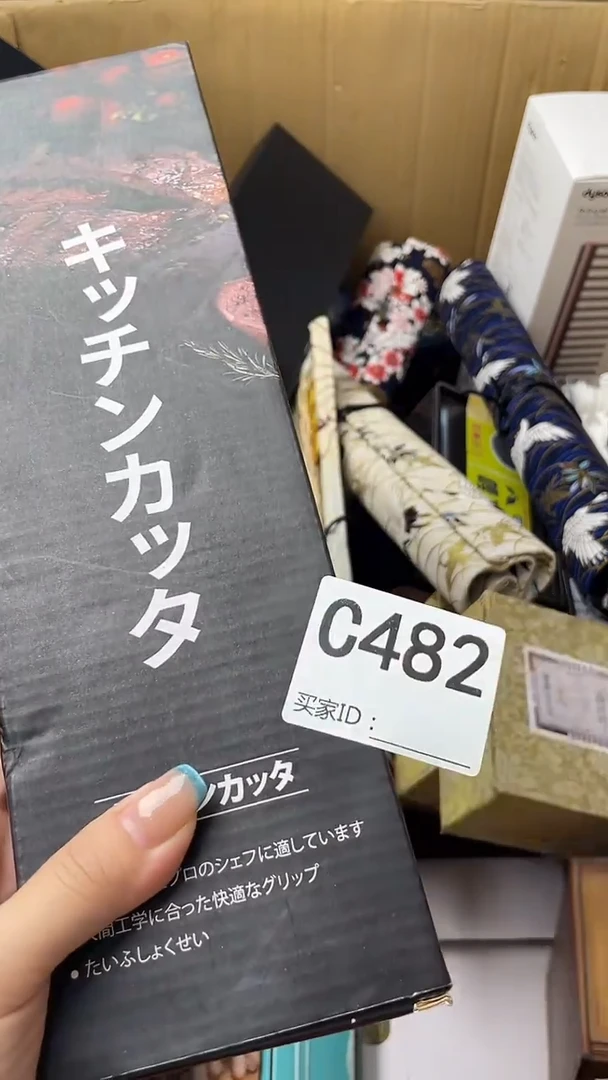 キッチンカッタ
C482
买家ID：
ンカッタ
プロのシェフに適しています
間工学に合った快適なグリップ
• たいふしょくせい